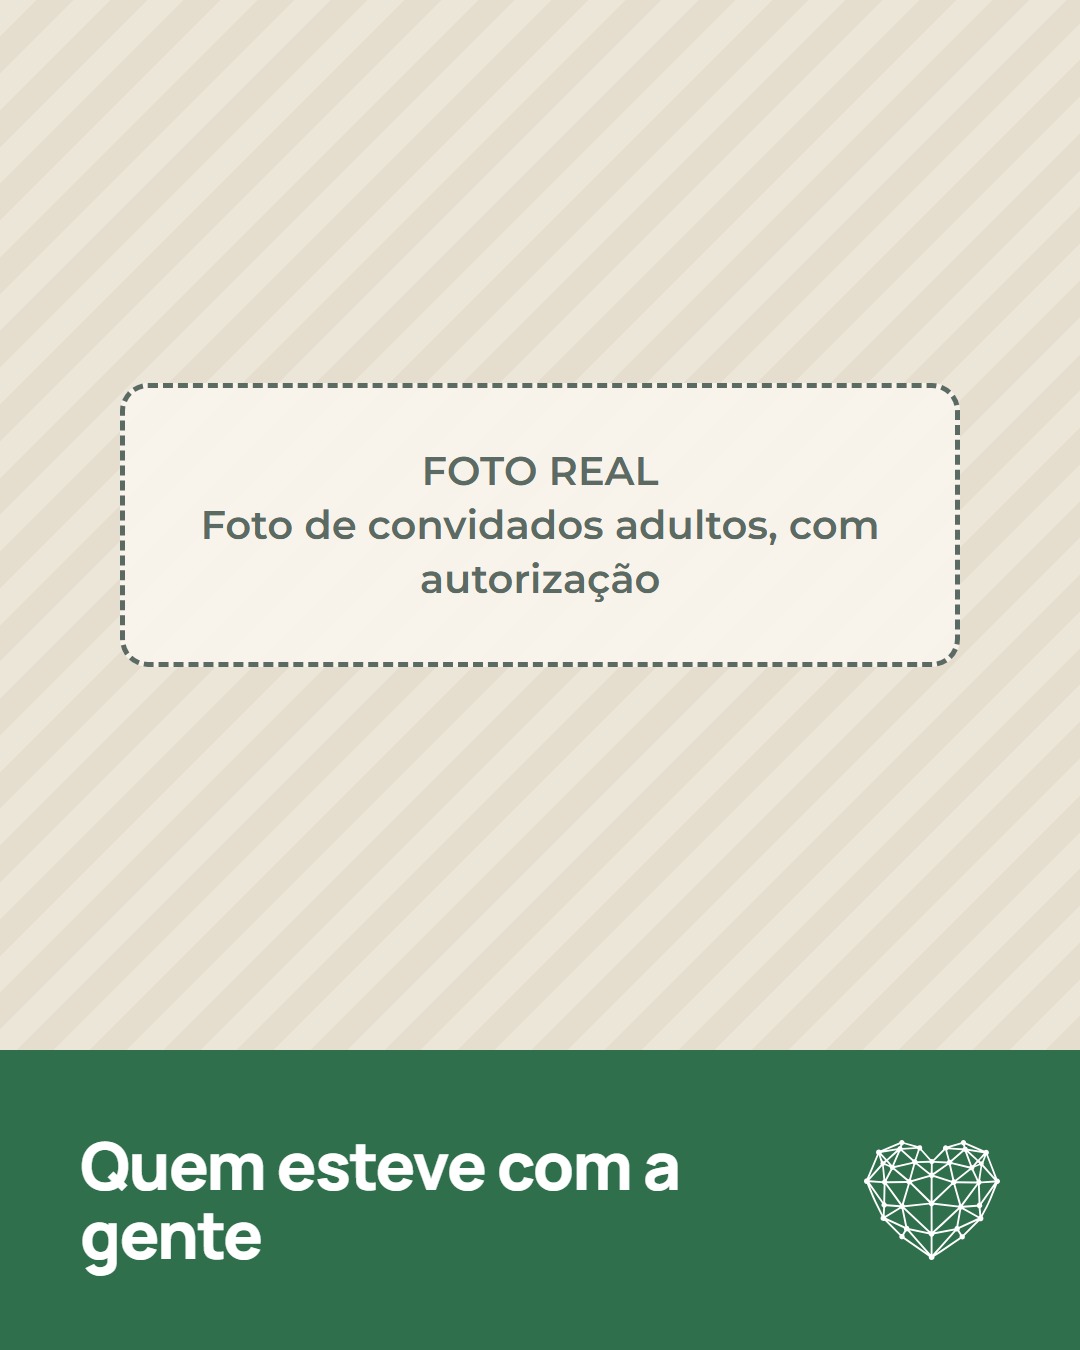 FOTO REAL
Foto de convidados adultos, com
autorização
Quem esteve com a
gente